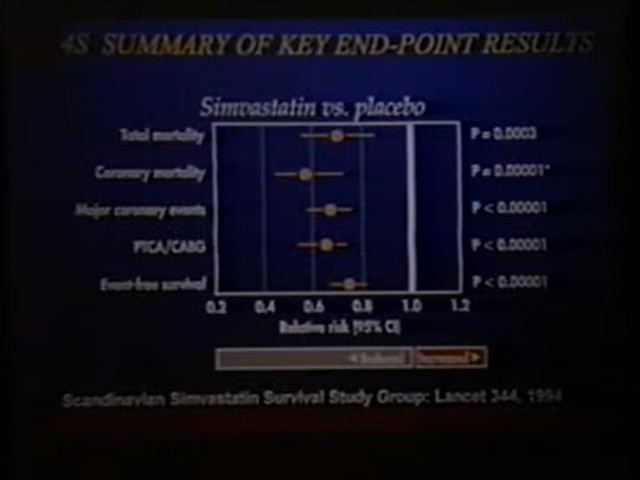 4S SUMMARY OF KEY END-POINT RESULTS
Simvastatin vs. placebo
Total mortality P = 0.0003
Coronary mortality P = 0.00001*
Major coronary events P < 0.00001
PTCA/CABG P < 0.00001
Event-free survival P < 0.00001
0.2 0.4 0.6 0.8 1.0 1.2
Relative risk (95% CI)
Reduced Increased
Scandinavian Simvastatin Survival Study Group: Lancet 344, 1994